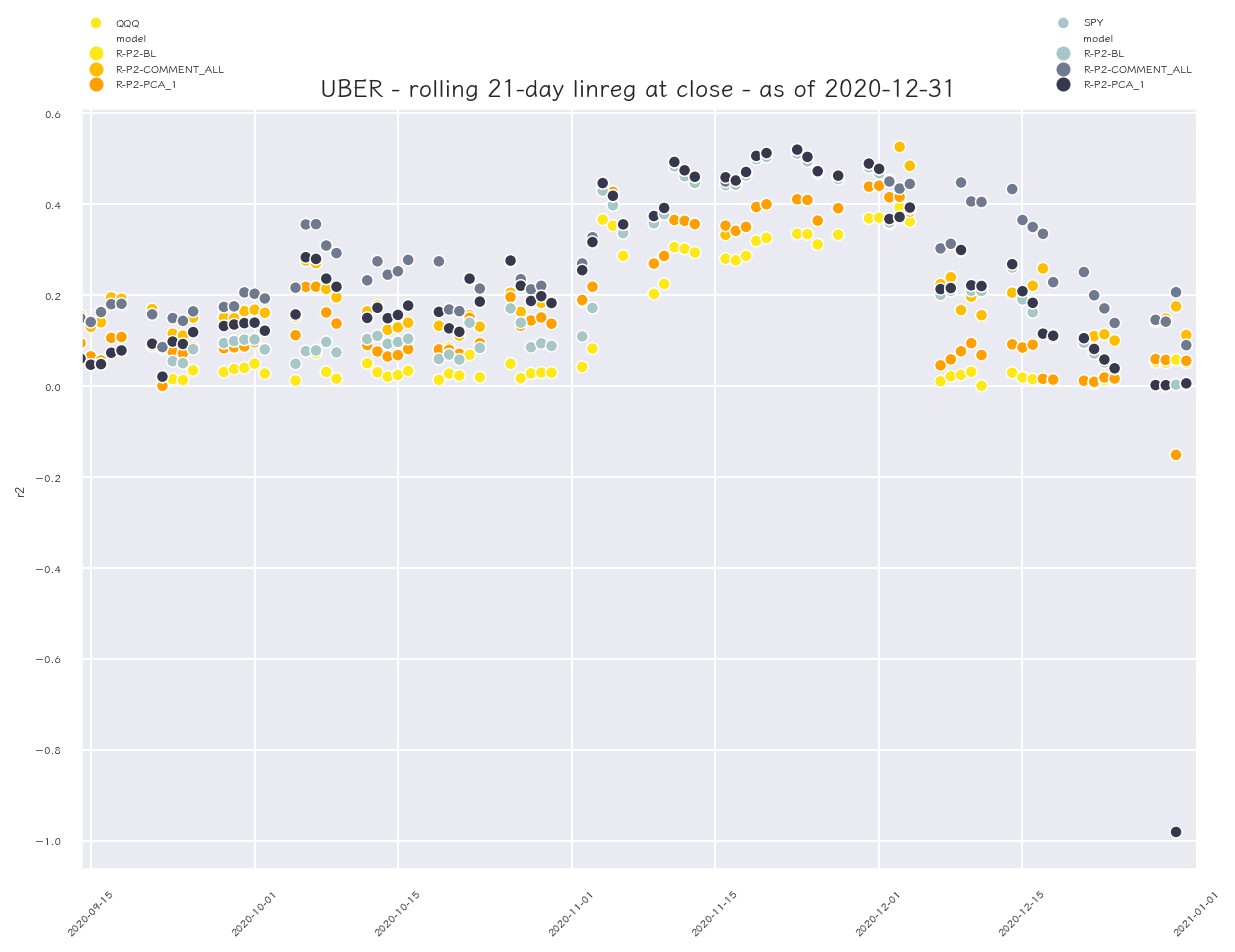 QQQ
model
R-P2-BL
R-P2-COMMENT_ALL
R-P2-PCA_1
SPY
model
R-P2-BL
R-P2-COMMENT_ALL
R-P2-PCA_1
UBER - rolling 21-day linreg at close - as of 2020-12-31
0.6
0.4
0.2
0.0
−0.2
−0.4
−0.6
−0.8
−1.0
r2
2020-09-15
2020-10-01
2020-10-15
2020-11-01
2020-11-15
2020-12-01
2020-12-15
2021-01-01